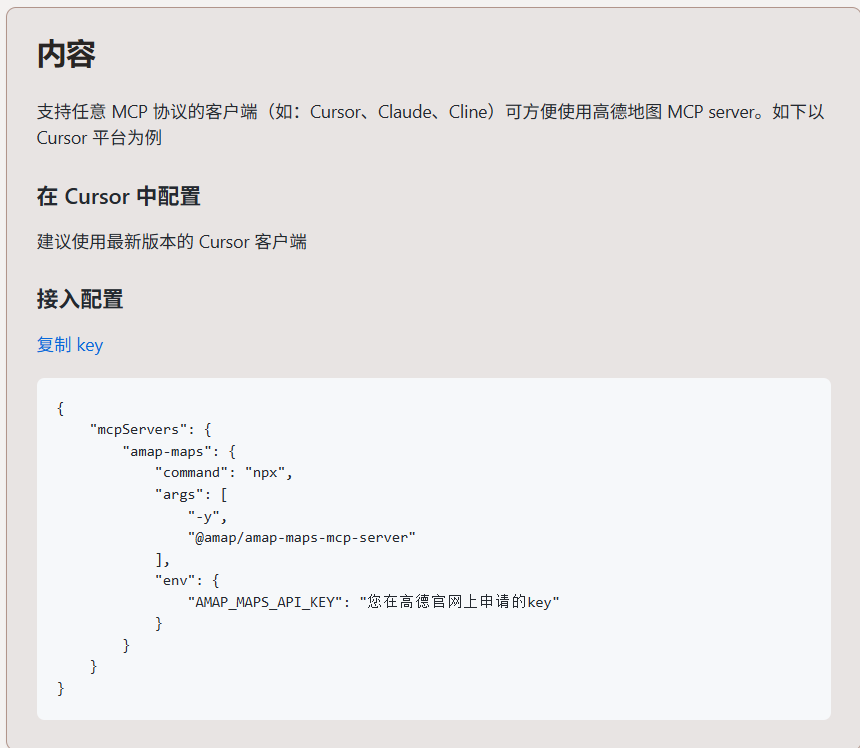 内容
支持任意 MCP 协议的客户端（如：Cursor、Claude、Cline）可方便使用高德地图 MCP server。如下以
Cursor 平台为例
在 Cursor 中配置
建议使用最新版本的 Cursor 客户端
接入配置
复制 key
{
    "mcpServers": {
        "amap-maps": {
            "command": "npx",
            "args": [
                "-y",
                "@amap/amap-maps-mcp-server"
            ],
            "env": {
                "AMAP_MAPS_API_KEY": "您在高德官网上申请的key"
            }
        }
    }
}